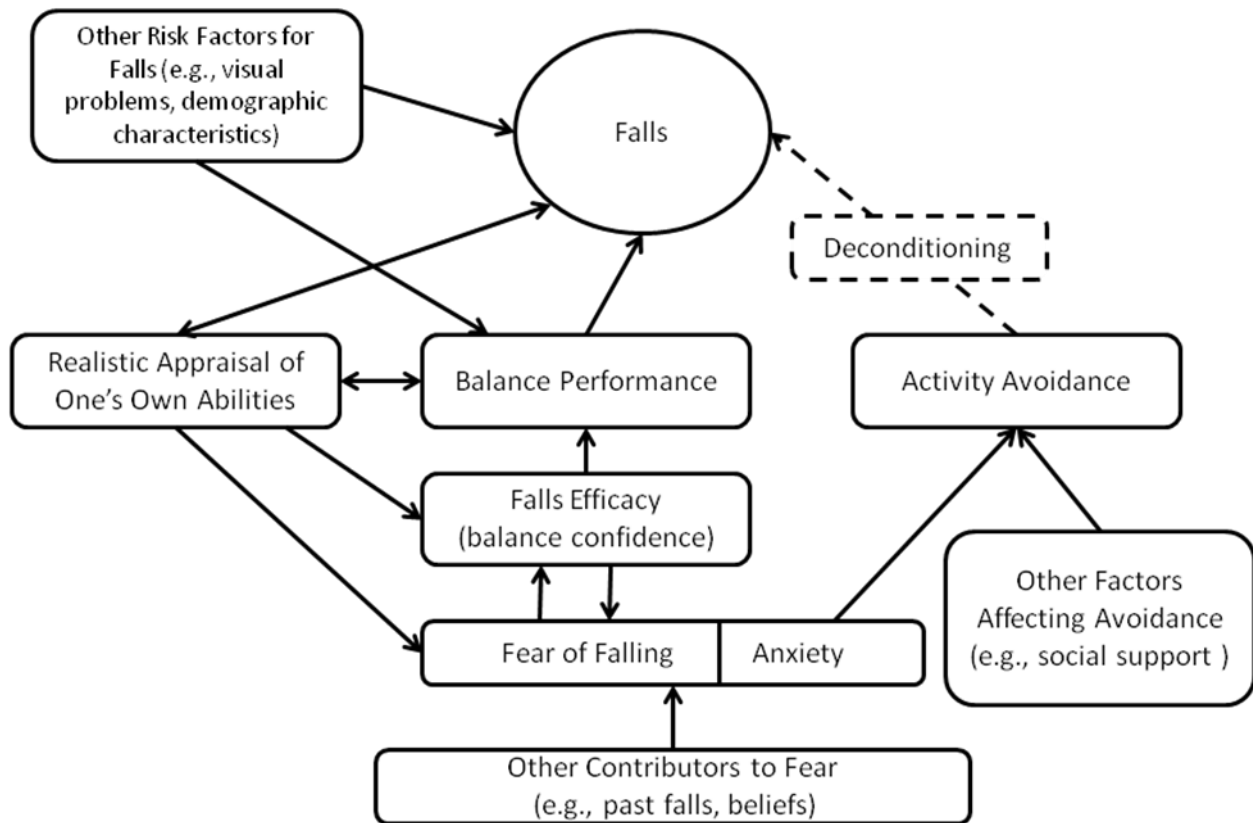 Other Risk Factors for
Falls (e.g., visual
problems, demographic
characteristics)
Falls
Deconditioning
Realistic Appraisal of
One's Own Abilities
Balance Performance
Activity Avoidance
Falls Efficacy
(balance confidence)
Other Factors
Affecting Avoidance
(e.g., social support )
Fear of Falling
Anxiety
Other Contributors to Fear
(e.g., past falls, beliefs)